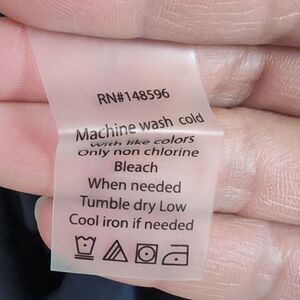 RN#148596
Machine wash cold
with like colors
Only non chlorine
Bleach
When needed
Tumble dry Low
Cool iron if needed